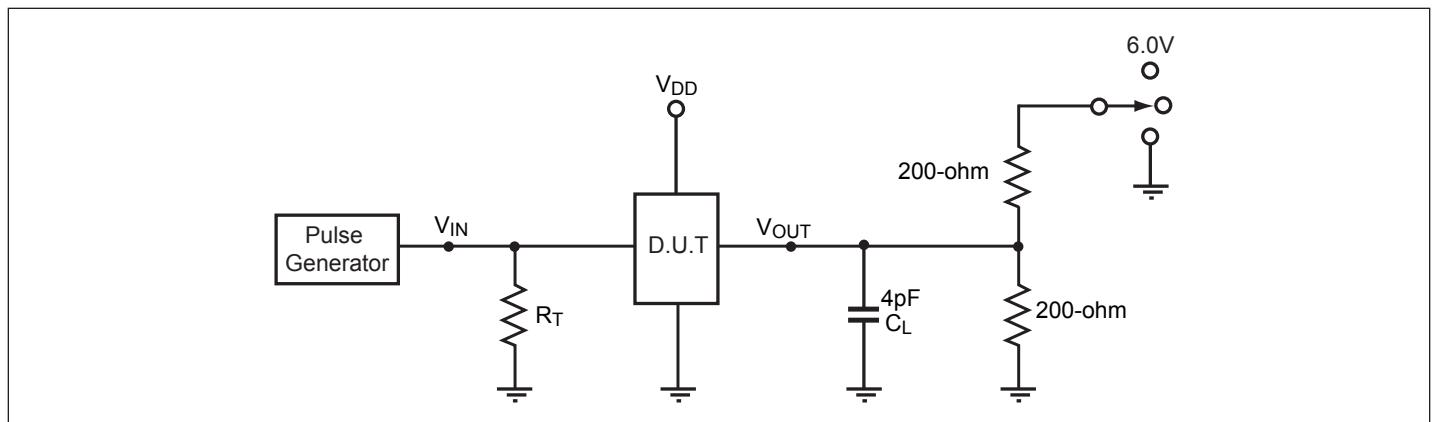 6.0V
VDD
200-ohm
Pulse
Generator
VIN
D.U.T
VOUT
RT
4pF
CL
200-ohm